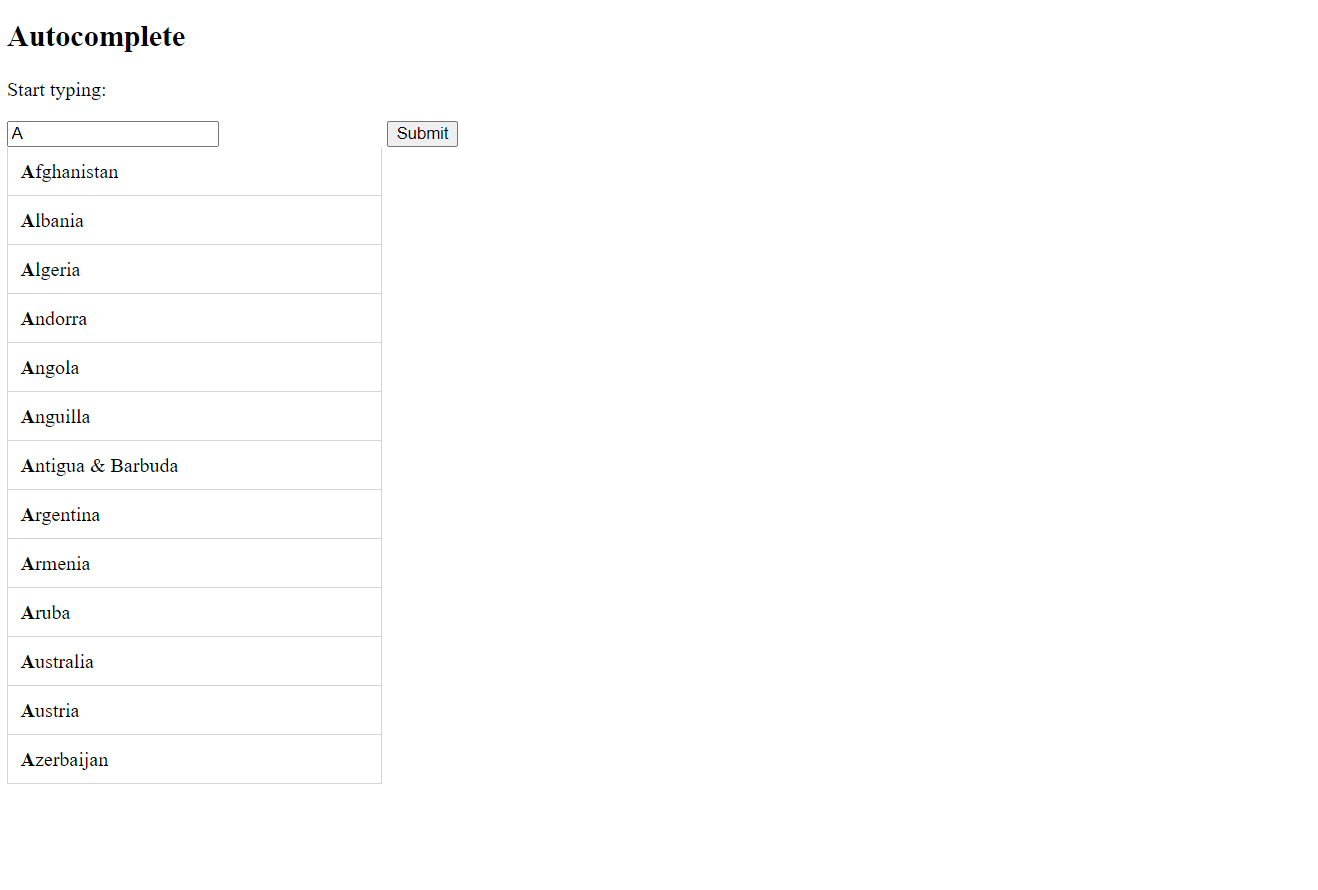 Autocomplete
Start typing:
A Submit
Afghanistan
Albania
Algeria
Andorra
Angola
Anguilla
Antigua & Barbuda
Argentina
Armenia
Aruba
Australia
Austria
Azerbaijan